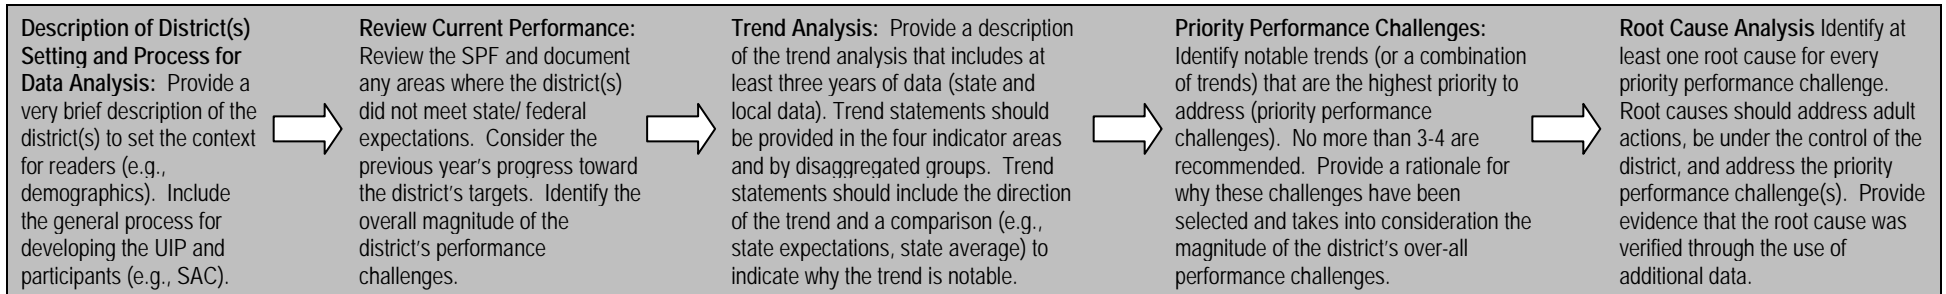 Description of District(s)
Setting and Process for
Data Analysis: Provide a
very brief description of the
district(s) to set the context
for readers (e.g.,
demographics). Include
the general process for
developing the UIP and
participants (e.g., SAC).
Review Current Performance:
Review the SPF and document
any areas where the district(s)
did not meet state/ federal
expectations. Consider the
previous year's progress toward
the district's targets. Identify the
overall magnitude of the
district's performance
challenges.
Trend Analysis: Provide a description
of the trend analysis that includes at
least three years of data (state and
local data). Trend statements should
be provided in the four indicator areas
and by disaggregated groups. Trend
statements should include the direction
of the trend and a comparison (e.g.,
state expectations, state average) to
indicate why the trend is notable.
Priority Performance Challenges:
Identify notable trends (or a combination
of trends) that are the highest priority to
address (priority performance
challenges). No more than 3-4 are
recommended. Provide a rationale for
why these challenges have been
selected and takes into consideration the
magnitude of the district's over-all
performance challenges.
Root Cause Analysis Identify at
least one root cause for every
priority performance challenge.
Root causes should address adult
actions, be under the control of the
district, and address the priority
performance challenge(s). Provide
evidence that the root cause was
verified through the use of
additional data.